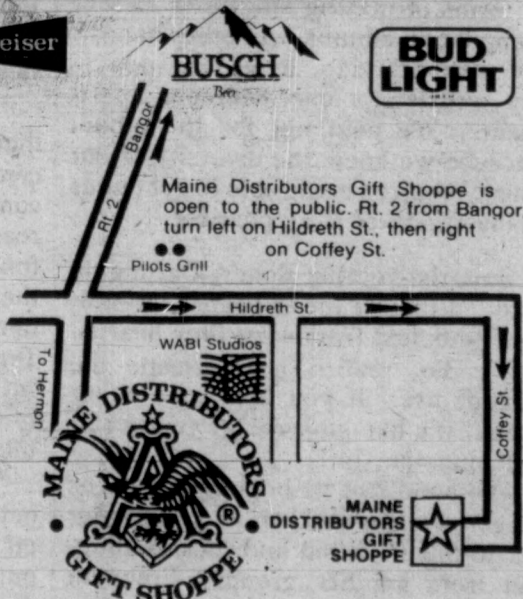 eiser
BUSCH
BUD
LIGHT
Bangor
Rt. 2
Maine Distributors Gift Shoppe is
open to the public. Rt. 2 from Bangor
turn left on Hildreth St., then right
on Coffey St.
Pilots Grill
Hildreth St.
WABI Studios
To Hermon
Coffey St.
MAINE DISTRIBUTORS
A
®
GIFT SHOPPE
MAINE
DISTRIBUTORS
GIFT
SHOPPE